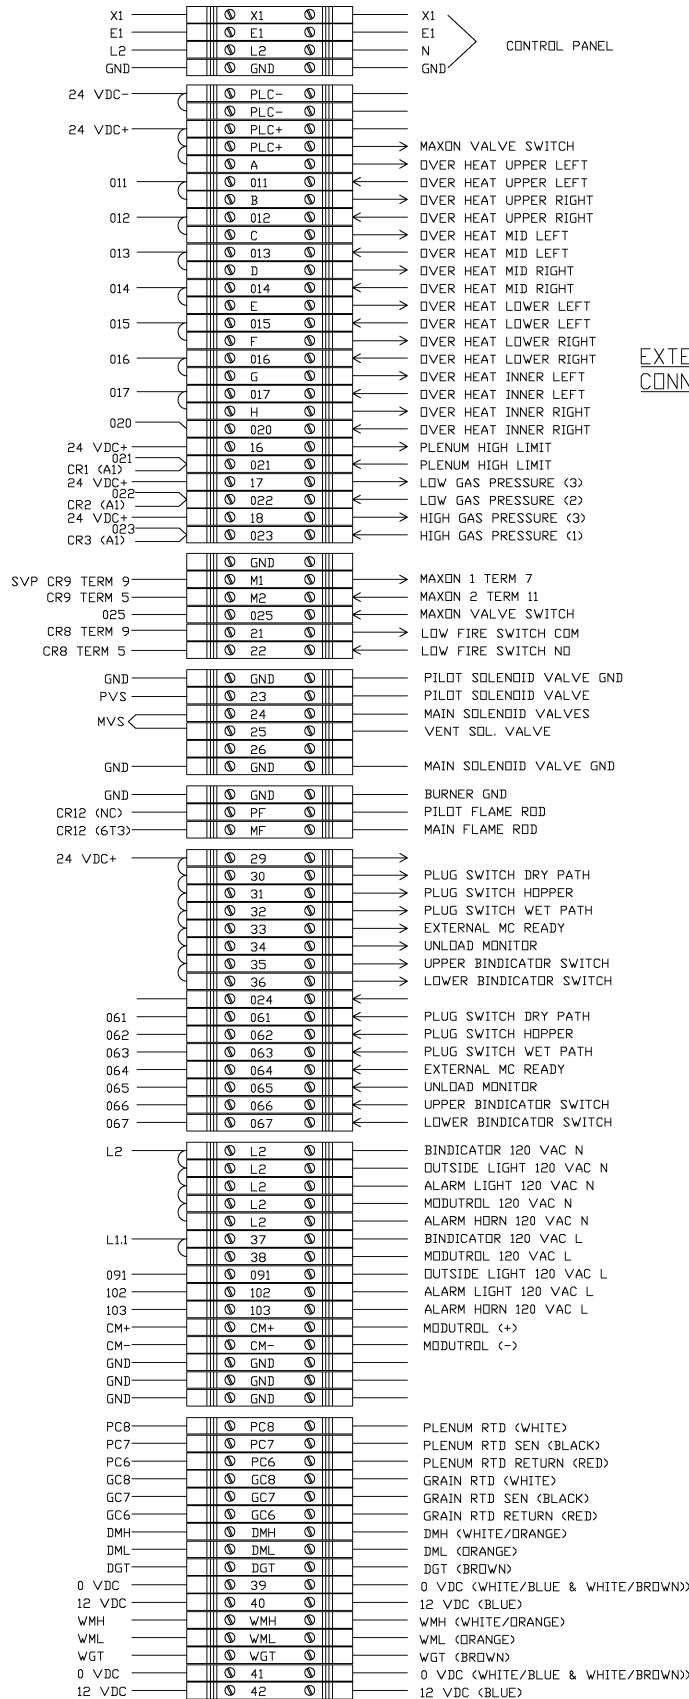 X1 X1 X1
E1 E1 E1
L2 L2 N CONTROL PANEL
GND GND GND
24 VDC- PLC-
PLC-
24 VDC+ PLC+
PLC+ MAXON VALVE SWITCH
A OVER HEAT UPPER LEFT
011 011 OVER HEAT UPPER LEFT
B OVER HEAT UPPER RIGHT
012 012 OVER HEAT UPPER RIGHT
C OVER HEAT MID LEFT
013 013 OVER HEAT MID LEFT
D OVER HEAT MID RIGHT
014 014 OVER HEAT MID RIGHT
E OVER HEAT LOWER LEFT
015 015 OVER HEAT LOWER LEFT
F OVER HEAT LOWER RIGHT
016 016 OVER HEAT LOWER RIGHT EXTE
G OVER HEAT INNER LEFT CONN
017 017 OVER HEAT INNER LEFT
H OVER HEAT INNER RIGHT
020 020 OVER HEAT INNER RIGHT
24 VDC+ 16 PLENUM HIGH LIMIT
021
CR1 (A1) 021 PLENUM HIGH LIMIT
24 VDC+ 17 LOW GAS PRESSURE (3)
022
CR2 (A1) 022 LOW GAS PRESSURE (2)
24 VDC+ 18 HIGH GAS PRESSURE (3)
023
CR3 (A1) 023 HIGH GAS PRESSURE (1)
GND
SVP CR9 TERM 9 M1 MAXON 1 TERM 7
CR9 TERM 5 M2 MAXON 2 TERM 11
025 025 MAXON VALVE SWITCH
CR8 TERM 9 21 LOW FIRE SWITCH COM
CR8 TERM 5 22 LOW FIRE SWITCH NO
GND GND PILOT SOLENOID VALVE GND
PVS 23 PILOT SOLENOID VALVE
MVS 24 MAIN SOLENOID VALVES
25 VENT SOL. VALVE
26
GND GND MAIN SOLENOID VALVE GND
GND GND BURNER GND
CR12 (NC) PF PILOT FLAME ROD
CR12 (6T3) MF MAIN FLAME ROD
24 VDC+ 29
30 PLUG SWITCH DRY PATH
31 PLUG SWITCH HOPPER
32 PLUG SWITCH WET PATH
33 EXTERNAL MC READY
34 UNLOAD MONITOR
35 UPPER BINDICATOR SWITCH
36 LOWER BINDICATOR SWITCH
024
061 061 PLUG SWITCH DRY PATH
062 062 PLUG SWITCH HOPPER
063 063 PLUG SWITCH WET PATH
064 064 EXTERNAL MC READY
065 065 UNLOAD MONITOR
066 066 UPPER BINDICATOR SWITCH
067 067 LOWER BINDICATOR SWITCH
L2 L2 BINDICATOR 120 VAC N
L2 OUTSIDE LIGHT 120 VAC N
L2 ALARM LIGHT 120 VAC N
L2 MODUTROL 120 VAC N
L2 ALARM HORN 120 VAC N
L1.1 37 BINDICATOR 120 VAC L
38 MODUTROL 120 VAC L
091 091 OUTSIDE LIGHT 120 VAC L
102 102 ALARM LIGHT 120 VAC L
103 103 ALARM HORN 120 VAC L
CM+ CM+ MODUTROL (+)
CM- CM- MODUTROL (-)
GND GND
GND GND
GND GND
PC8 PC8 PLENUM RTD (WHITE)
PC7 PC7 PLENUM RTD SEN (BLACK)
PC6 PC6 PLENUM RTD RETURN (RED)
GC8 GC8 GRAIN RTD (WHITE)
GC7 GC7 GRAIN RTD SEN (BLACK)
GC6 GC6 GRAIN RTD RETURN (RED)
DMH DMH DMH (WHITE/ORANGE)
DML DML DML (ORANGE)
DGT DGT DGT (BROWN)
0 VDC 39 0 VDC (WHITE/BLUE & WHITE/BROWN)
12 VDC 40 12 VDC (BLUE)
WMH WMH WMH (WHITE/ORANGE)
WML WML WML (ORANGE)
WGT WGT WGT (BROWN)
0 VDC 41 0 VDC (WHITE/BLUE & WHITE/BROWN)
12 VDC 42 12 VDC (BLUE)